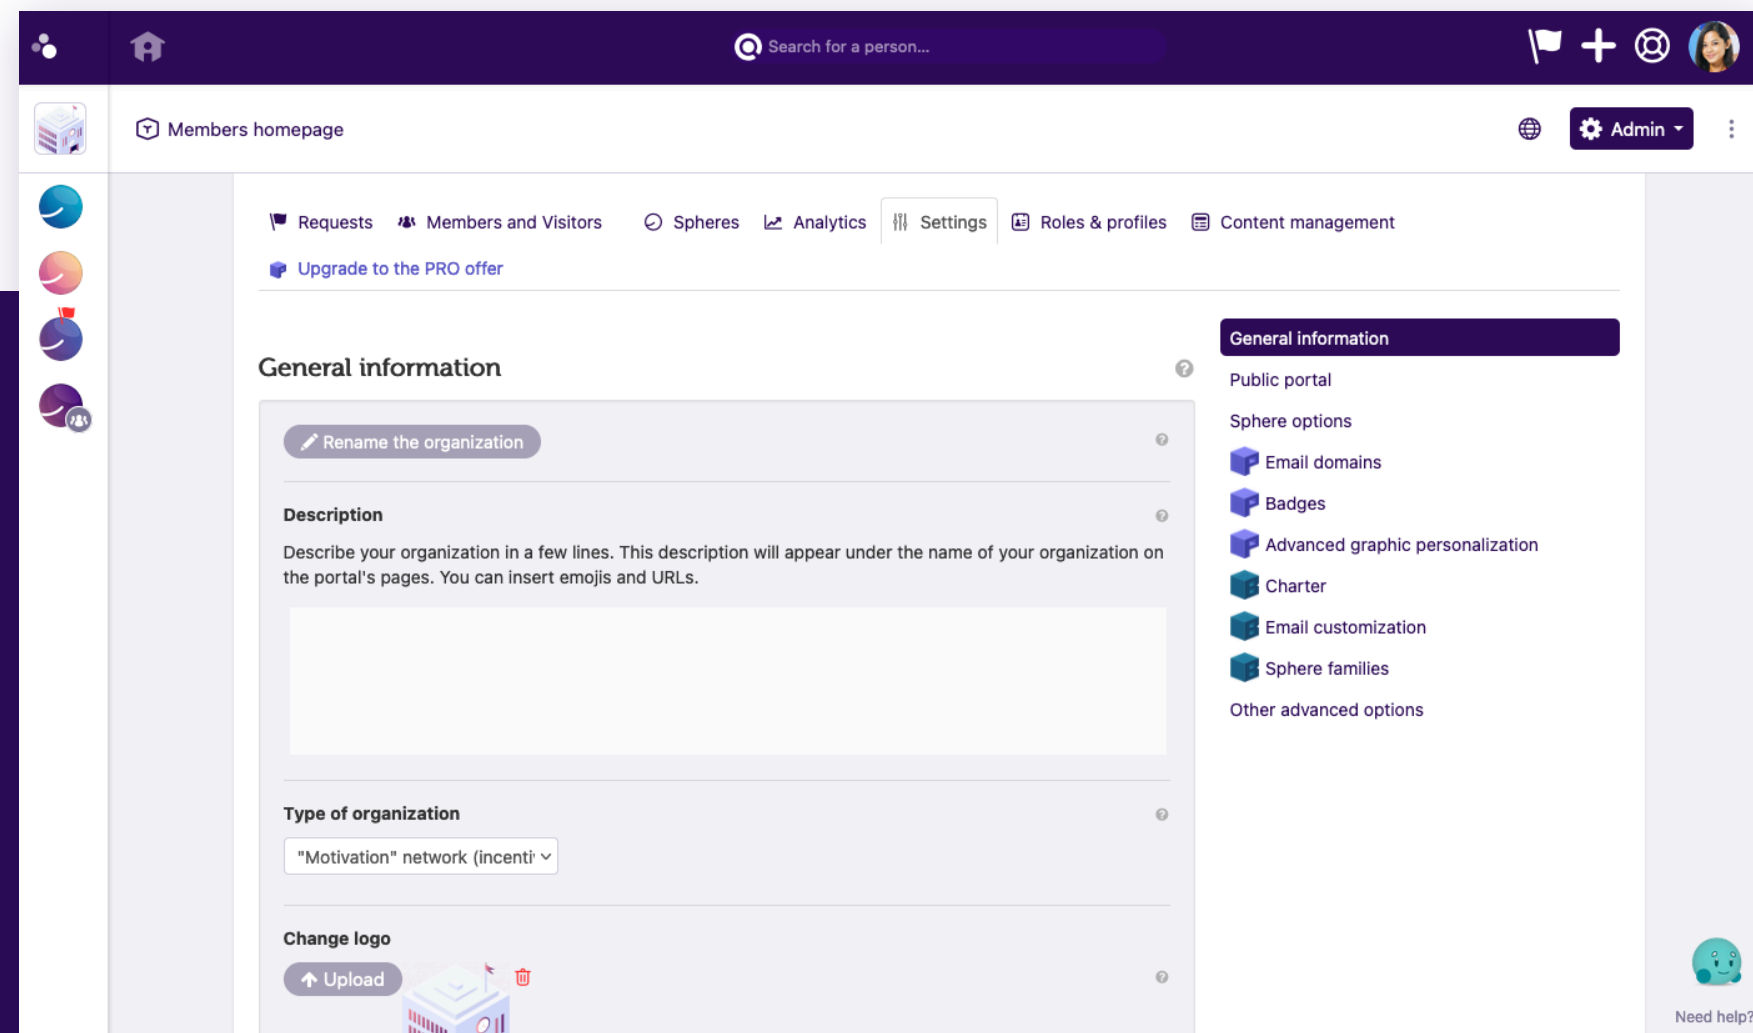 Search for a person...
Members homepage
Admin
Requests
Members and Visitors
Spheres
Analytics
Settings
Roles & profiles
Content management
Upgrade to the PRO offer
General information
Rename the organization
Description
Describe your organization in a few lines. This description will appear under the name of your organization on
the portal's pages. You can insert emojis and URLs.
Type of organization
"Motivation" network (incenti
Change logo
Upload
General information
Public portal
Sphere options
Email domains
Badges
Advanced graphic personalization
Charter
Email customization
Sphere families
Other advanced options
Need help?